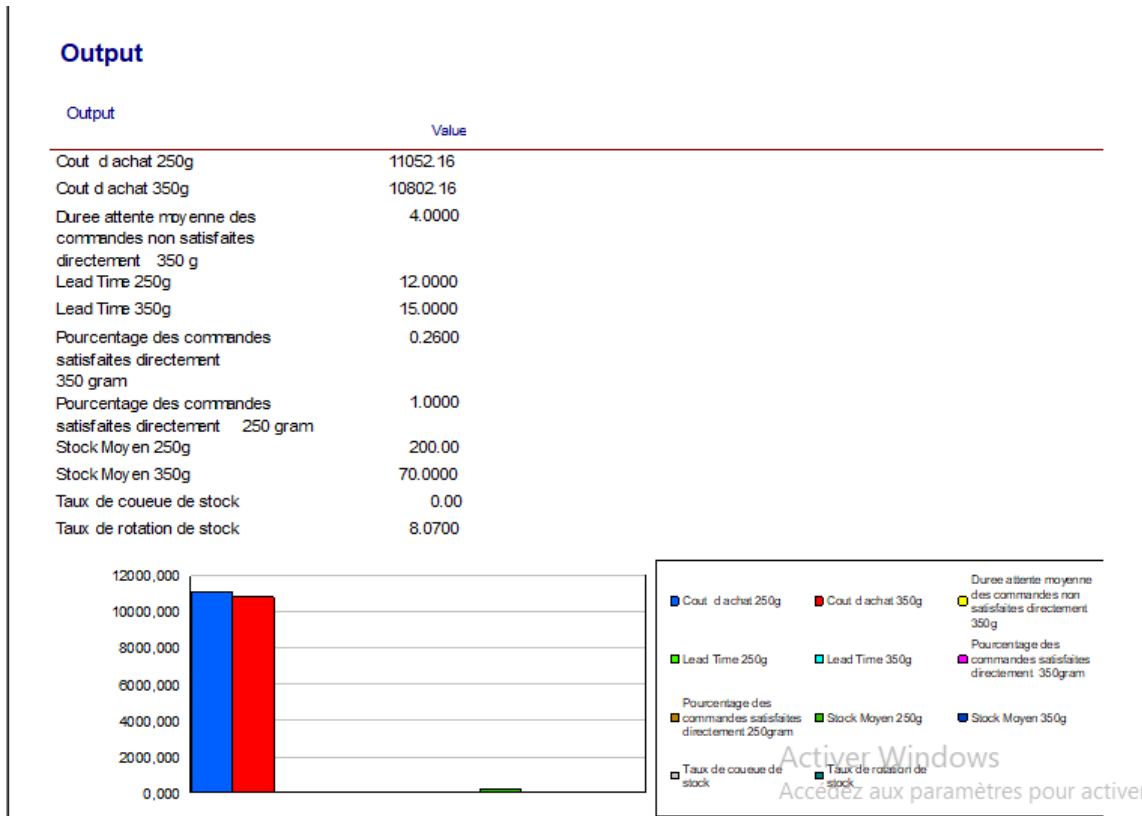 Output
Output
Value
Cout d achat 250g 11052.16
Cout d achat 350g 10802.16
Duree attente moyenne des 4.0000
commandes non satisfaites
directement 350 g
Lead Time 250g 12.0000
Lead Time 350g 15.0000
Pourcentage des commandes 0.2600
satisfaites directement
350 gram
Pourcentage des commandes 1.0000
satisfaites directement 250 gram
Stock Moyen 250g 200.00
Stock Moyen 350g 70.0000
Taux de coueue de stock 0.00
Taux de rotation de stock 8.0700
12000,000
10000,000
8000,000
6000,000
4000,000
2000,000
0,000
Cout d achat 250g
Cout d achat 350g
Duree attente moyenne
des commandes non
satisfaites directement
350g
Lead Time 250g
Lead Time 350g
Pourcentage des
commandes satisfaites
directement 350gram
Pourcentage des
commandes satisfaites
directement 250gram
Stock Moyen 250g
Stock Moyen 350g
Taux de coueue de
stock
Taux de rotation de
stock
Activer Windows
Accédez aux paramètres pour activer